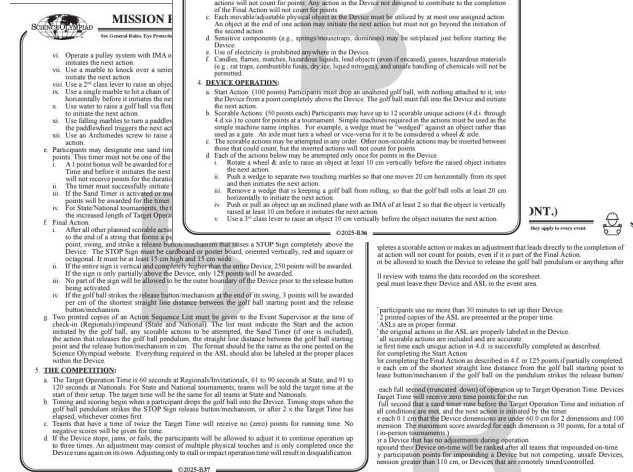 actions will not count for points. Any action in the Device not designed to contribute to the completion
of the Final Action will not count for points.
c. Each movable/adjustable physical object in the Device must be utilized by at most one assigned action.
An object at the end of one action may initiate the next action but must not go beyond the initiation of
the second action.
d. Sensitive components (e.g., springs/mousetraps, dominoes) may be set/placed just before starting the
Device.
e. Use of electricity is prohibited anywhere in the Device.
f. Candles, flames, matches, hazardous liquids, lead objects (even if encased), gasses, hazardous materials
(e.g., rat traps, combustible fuses, dry ice, liquid nitrogen), and unsafe handling of chemicals will not be
permitted.
4. DEVICE OPERATION:
a. Start Action: (100 points) Participants must drop an unaltered golf ball, with nothing attached to it, into
the Device from a point completely above the Device. The golf ball must fall into the Device and initiate
the next action.
b. Scorable Actions: (50 points each) Participants may have up to 12 scorable unique actions (4.d.i. through
4.d.xii.) to count for points at a tournament. Simple machines required in the actions must be used as the
simple machine name implies. For example, a wedge must be "wedged" against an object rather than
used as a gate. An axle must turn a wheel or vice-versa for it to be considered a wheel & axle.
c. The scorable actions may be attempted in any order. Other non-scorable actions may be inserted between
those that could count, but the inserted actions will not count for points.
d. Each of the actions below may be attempted only once for points in the Device.
i. Rotate a wheel & axle to raise an object at least 10 cm vertically before the raised object initiates
the next action.
ii. Push a wedge to separate two touching marbles so that one moves 20 cm horizontally from its spot
and then initiates the next action.
iii. Remove a wedge that is keeping a golf ball from rolling, so that the golf ball rolls at least 20 cm
horizontally to initiate the next action.
iv. Push or pull an object up an inclined plane with an IMA of at least 2 so that the object is vertically
raised at least 10 cm before it initiates the next action.
v. Use a 3rd class lever to raise an object 10 cm vertically before the object initiates the next action.
©2025-B36
SCIENCE OLYMPIAD
MISSION
See General Rules, Eye Protecti
vi. Operate a pulley system with IMA o
initiates the next action.
vii. Use a marble to knock over a serie
initiate the next action.
viii. Use a 2nd class lever to raise an objec
ix. Use a single marble to hit a chain of
horizontally before it initiates the ne
x. Use water to raise a golf ball via flota
to initiate the next action.
xi. Use falling marbles to turn a paddlew
the paddlewheel triggers the next act
xii. Use an Archimedes screw to raise a
action.
e. Participants may designate one sand tim
points. This timer must not be one of the
i. A 1 point bonus will be awarded for e
Time and before it initiates the next
will not receive points for the duratio
ii. The timer must successfully initiate t
iii. If the Sand Timer is activated or tou
points will be awarded for the timer.
iv. For State/National tournaments, the t
the increased length of Target Opera
f. Final Action:
i. After all other planned scorable actio
to the end of a string that forms a pe
point, swing, and strike a release button/mechanism that raises a STOP Sign completely above the
Device. The STOP Sign must be cardboard or poster board, oriented vertically, red and square or
octagonal. It must be at least 15 cm high and 15 cm wide.
ii. If the entire sign is vertical and completely higher than the entire Device, 250 points will be awarded.
If the sign is only partially above the Device, only 125 points will be awarded.
iii. No part of the sign will be allowed to be the outer boundary of the Device prior to the release button
being activated.
iv. If the golf ball strikes the release button/mechanism at the end of its swing, 3 points will be awarded
per cm of the shortest straight line distance between the golf ball starting point and the release
button/mechanism.
g. Two printed copies of an Action Sequence List must be given to the Event Supervisor at the time of
check-in (Regionals)/impound (State and National). The list must indicate the Start and the Action
initiated by the golf ball, any scorable actions to be attempted, the Sand Timer (if one is included),
the action that releases the golf ball pendulum, the straight line distance between the golf ball starting
point and the release button/mechanism in cm. The format should be the same as the one posted on the
Science Olympiad website. Everything required in the ASL should also be labeled at the proper places
within the Device.
5. THE COMPETITION:
a. The Target Operation Time is 60 seconds at Regionals/Invitationals, 61 to 90 seconds at State, and 91 to
120 seconds at Nationals. For State and National tournaments, teams will be told the target time at the
start of their setup. The target time will be the same for all teams at State and Nationals.
b. Timing and scoring begin when a participant drops the golf ball into the Device. Timing stops when the
golf ball pendulum strikes the STOP Sign release button/mechanism, or after 2 x the Target Time has
elapsed, whichever comes first.
c. Teams that have a time of twice the Target Time will receive no (zero) points for running time. No
negative scores will be given for time.
d. If the Device stops, jams, or fails, the participants will be allowed to adjust it to continue operation up
to three times. An adjustment may consist of multiple physical touches and is only completed once the
Device runs again on its own. Adjusting only to stall or impact operation time will result in disqualification.
©2025-B37
ONT.)
they apply to every event.
pletes a scorable action or makes an adjustment that leads directly to the completion of
at action will not count for points, even if it is part of the Final Action.
ot be allowed to touch the Device to release the golf ball pendulum or anything after
ll review with teams the data recorded on the scoresheet.
peal must leave their Device and ASL in the event area.
participants use no more than 30 minutes to set up their Device.
2 printed copies of the ASL are presented at the proper time.
ASLs are in proper format.
the original actions in the ASL are properly labeled in the Device.
all scorable actions and included are accurate.
se first time each unique action in 4.d. is successfully completed as described.
for completing the Start Action
for completing the Final Action as described in 4.f. or 125 points if partially completed.
r each cm of the shortest straight line distance from the golf ball starting point to
lease button/mechanism if the golf ball on the pendulum strikes the release button/
each full second (truncated down) of operation up to Target Operation Time. Devices
Target Time will receive zero time points for the run.
full second that a sand timer runs before the Target Operation Time and initiation of
all conditions are met, and the next action is initiated by the timer.
r each 0.1 cm that the Device dimensions are under 60.0 cm for 2 dimensions and 100
mension. The maximum score awarded for each dimension is 30 points, for a total of
in-person tournaments.)
or a Device that has no adjustments during operation.
mpound their Device on-time will be ranked after all teams that impounded on-time.
y participation points for impounding a Device but not competing, unsafe Devices,
nension greater than 110 cm, or Devices that are remotely timed/controlled.